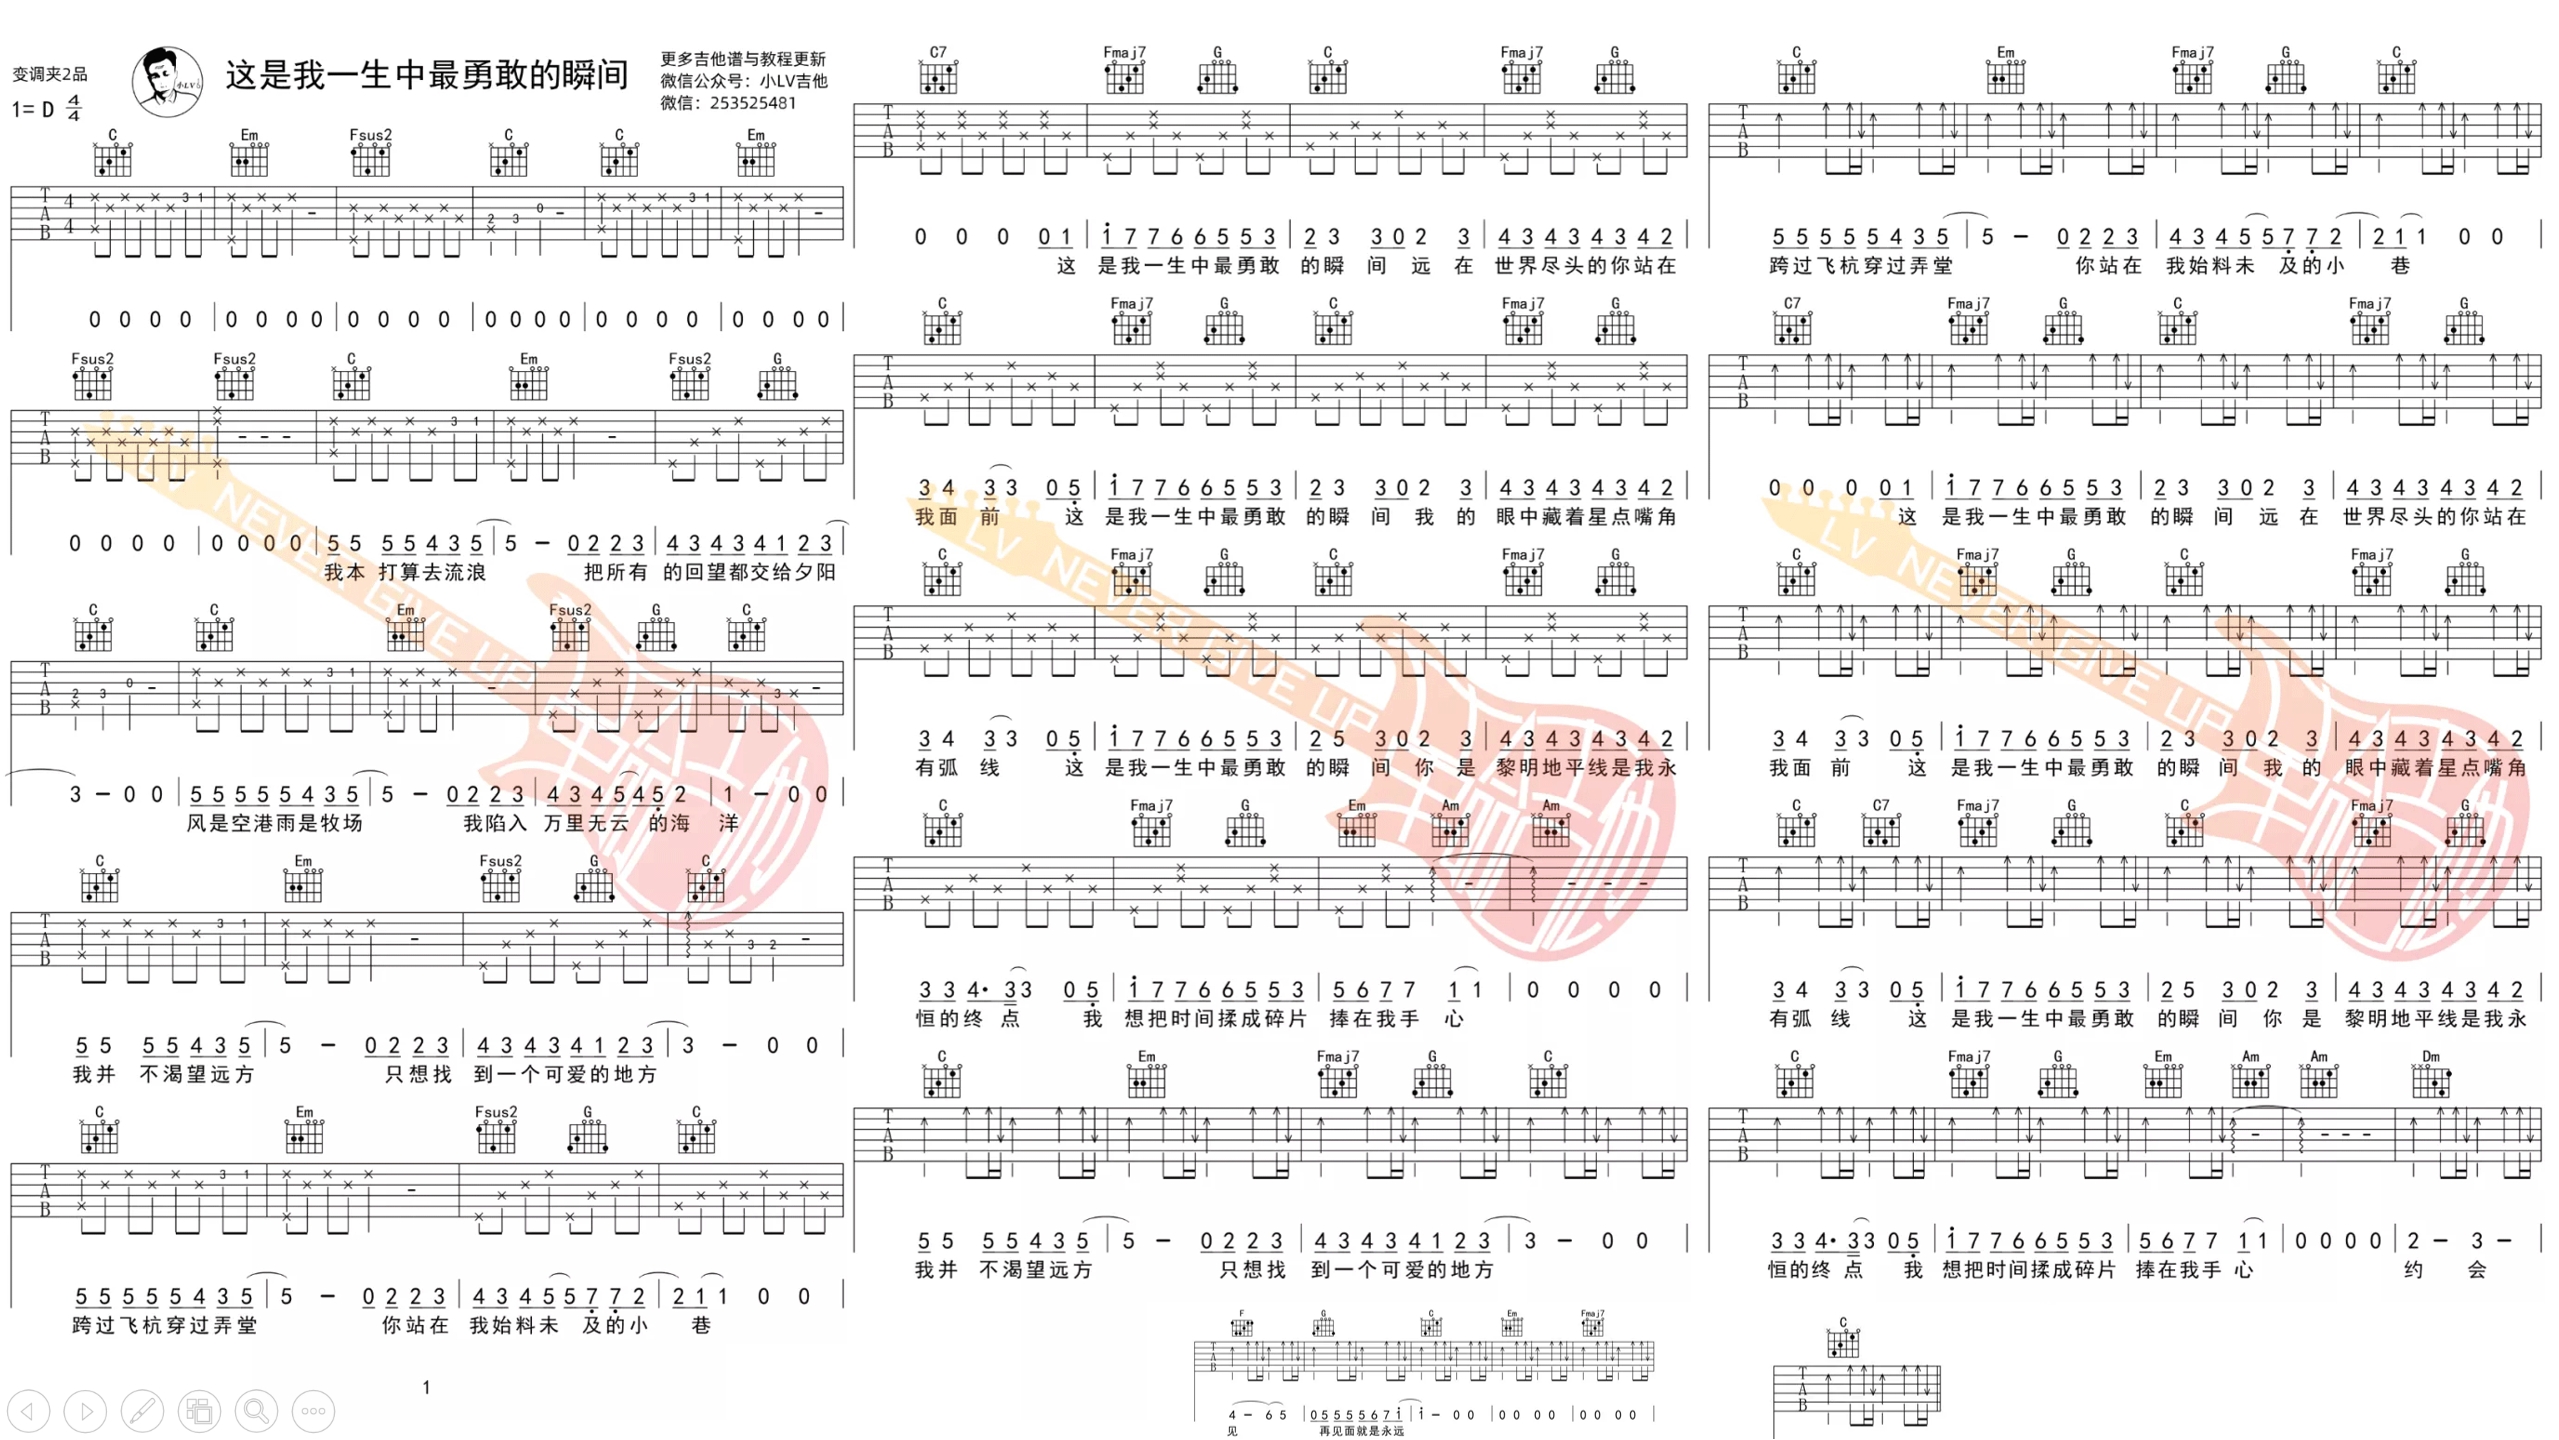 变调夹2品
1= D 4/4
小LV
这是我一生中最勇敢的瞬间
更多吉他谱与教程更新
微信公众号：小LV吉他
微信：253525481
C Em Fsus2 C C Em
0 0 0 0 | 0 0 0 0 | 0 0 0 0 | 0 0 0 0 | 0 0 0 0 | 0 0 0 0 |
Fsus2 Fsus2 C Em Fsus2 G
0 0 0 0 | 0 0 0 0 | 5 5 5 5 4 3 5 | 5 – 0 2 2 3 | 4 3 4 3 4 1 2 3 |
我本 打算去流浪 把所有 的回望都交给夕阳
C C Em Fsus2 G C
3 – 0 0 | 5 5 5 5 5 4 3 5 | 5 – 0 2 2 3 | 4 3 4 5 4 5 2 | 1 – 0 0 |
风是空港雨是牧场 我陷入 万里无云 的海 洋
C Em Fsus2 G C
5 5 5 5 4 3 5 | 5 – 0 2 2 3 | 4 3 4 3 4 1 2 3 | 3 – 0 0 |
我并 不渴望远方 只想找 到一个可爱的地方
C Em Fsus2 G C
5 5 5 5 5 4 3 5 | 5 – 0 2 2 3 | 4 3 4 5 5 7 7 2 | 2 1 1 0 0 |
跨过飞杭穿过弄堂 你站在 我始料未 及的小 巷
1
C7 Fmaj7 G C Fmaj7 G
0 0 0 0 1 | i 7 7 6 6 5 5 3 | 2 3 3 0 2 3 | 4 3 4 3 4 3 4 2 |
这 是我一生中最勇敢 的瞬 间 远 在 世界尽头的你站在
C Fmaj7 G C Fmaj7 G
3 4 3 3 0 5 | i 7 7 6 6 5 5 3 | 2 3 3 0 2 3 | 4 3 4 3 4 3 4 2 |
我面 前 这 是我一生中最勇敢 的瞬 间 我 的 眼中藏着星点嘴角
C Fmaj7 G C Fmaj7 G
3 4 3 3 0 5 | i 7 7 6 6 5 5 3 | 2 5 3 0 2 3 | 4 3 4 3 4 3 4 2 |
有弧 线 这 是我一生中最勇敢 的瞬 间 你 是 黎明地平线是我永
C Fmaj7 G Em Am Am
3 3 4· 3 3 0 5 | i 7 7 6 6 5 5 3 | 5 6 7 7 1 1 | 0 0 0 0 |
恒的终 点 我 想把时间揉成碎片 捧在我手 心
C Em Fmaj7 G C
5 5 5 5 4 3 5 | 5 – 0 2 2 3 | 4 3 4 3 4 1 2 3 | 3 – 0 0 |
我并 不渴望远方 只想找 到一个可爱的地方
C Em Fmaj7 G C
5 5 5 5 5 4 3 5 | 5 – 0 2 2 3 | 4 3 4 5 5 7 7 2 | 2 1 1 0 0 |
跨过飞杭穿过弄堂 你站在 我始料未 及的小 巷
C7 Fmaj7 G C Fmaj7 G
0 0 0 0 1 | i 7 7 6 6 5 5 3 | 2 3 3 0 2 3 | 4 3 4 3 4 3 4 2 |
这 是我一生中最勇敢 的瞬 间 远 在 世界尽头的你站在
C Fmaj7 G C Fmaj7 G
3 4 3 3 0 5 | i 7 7 6 6 5 5 3 | 2 3 3 0 2 3 | 4 3 4 3 4 3 4 2 |
我面 前 这 是我一生中最勇敢 的瞬 间 我 的 眼中藏着星点嘴角
C C7 Fmaj7 G C Fmaj7 G
3 4 3 3 0 5 | i 7 7 6 6 5 5 3 | 2 5 3 0 2 3 | 4 3 4 3 4 3 4 2 |
有弧 线 这 是我一生中最勇敢 的瞬 间 你 是 黎明地平线是我永
C Fmaj7 G Em Am Am Dm
3 3 4· 3 3 0 5 | i 7 7 6 6 5 5 3 | 5 6 7 7 1 1 | 0 0 0 0 | 2 – 3 – |
恒的终 点 我 想把时间揉成碎片 捧在我手 心 约 会
F G C Em Fmaj7
4 – 6 5 | 0 5 5 5 5 6 7 i | i – 0 0 | 0 0 0 0 | 0 0 0 0 |
见 再见面就是永远
C
LV NEVER GIVE UP
LV NEVER GIVE UP
LV NEVER GIVE UP